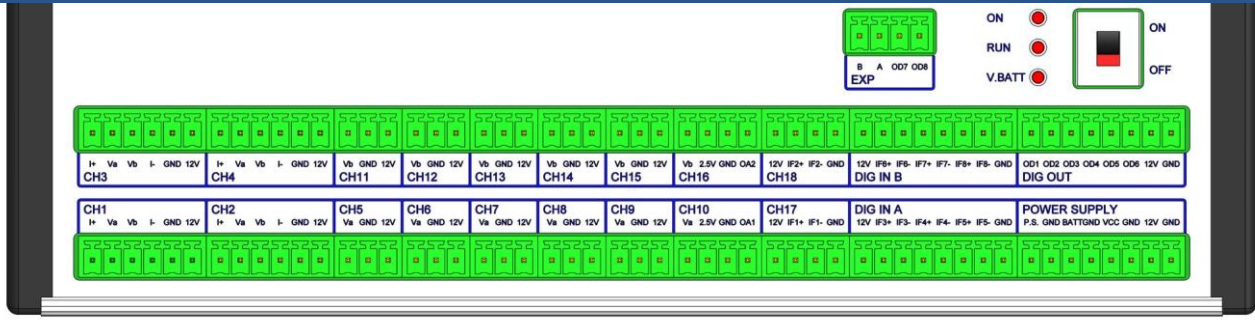 ON
RUN
V.BATT
ON
OFF
B A OD7 OD8
EXP
I+ Va Vb I- GND 12V
CH3
I+ Va Vb I- GND 12V
CH4
Vb GND 12V
CH11
Vb GND 12V
CH12
Vb GND 12V
CH13
Vb GND 12V
CH14
Vb GND 12V
CH15
Vb 2.5V GND OA2
CH16
12V IF2+ IF2- GND
CH18
12V IF6+ IF6- IF7+ IF7- IF8+ IF8- GND
DIG IN B
OD1 OD2 OD3 OD4 OD5 OD6 12V GND
DIG OUT
CH1
I+ Va Vb I- GND 12V
CH2
I+ Va Vb I- GND 12V
CH5
Va GND 12V
CH6
Va GND 12V
CH7
Va GND 12V
CH8
Va GND 12V
CH9
Va GND 12V
CH10
Va 2.5V GND OA1
CH17
12V IF1+ IF1- GND
DIG IN A
12V IF3+ IF3- IF4+ IF4- IF5+ IF5- GND
POWER SUPPLY
P.S. GND BATTGND VCC GND 12V GND